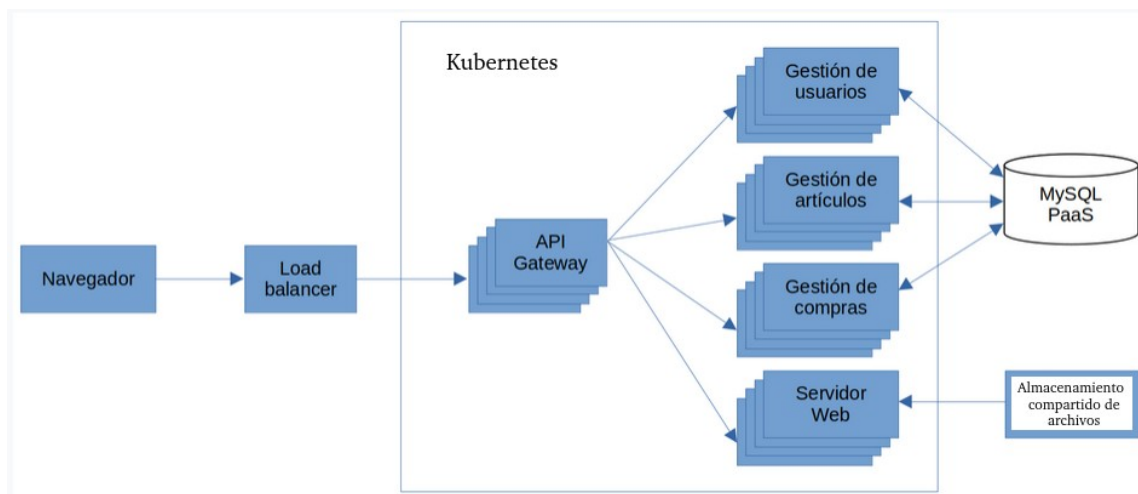 Kubernetes
Gestión de
usuarios
Gestión de
artículos
MySQL
PaaS
API
Gateway
Navegador
Load
balancer
Gestión de
compras
Servidor
Web
Almacenamiento
compartido de
archivos